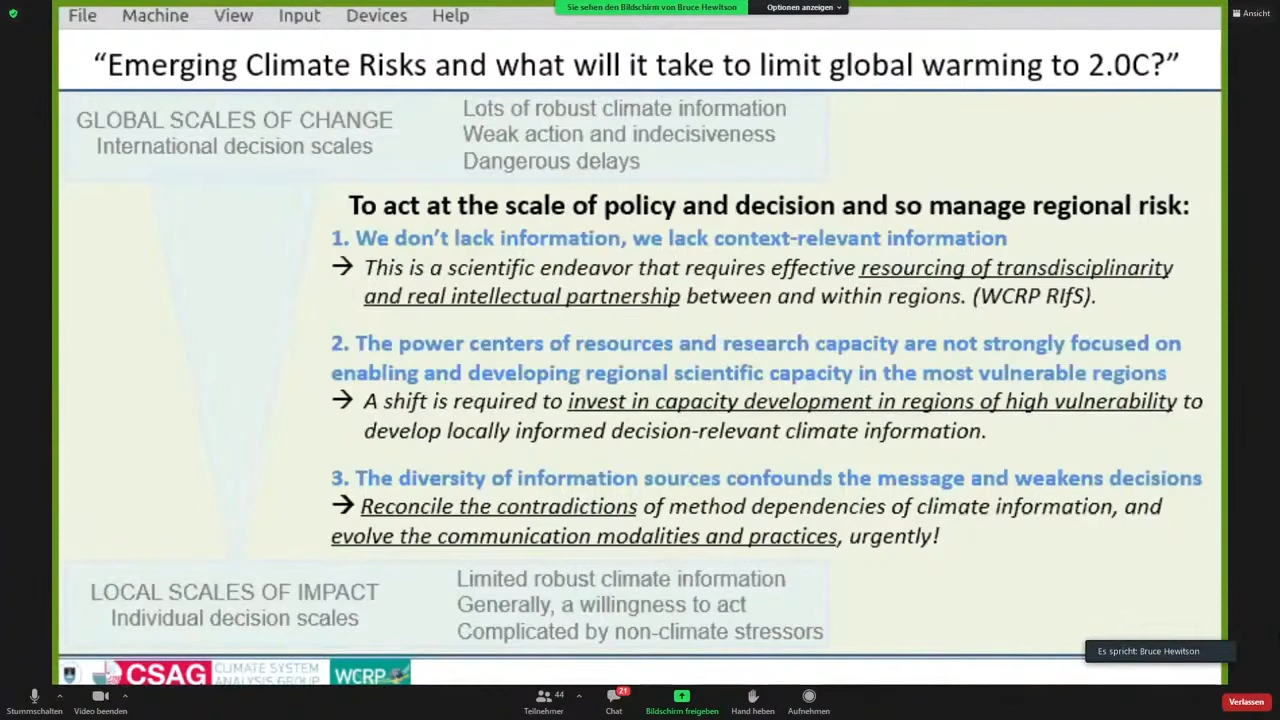 File Machine View Input Devices Help
Sie sehen den Bildschirm von Bruce Hewitson
Optionen anzeigen
Ansicht
“Emerging Climate Risks and what will it take to limit global warming to 2.0C?”
GLOBAL SCALES OF CHANGE
International decision scales
Lots of robust climate information
Weak action and indecisiveness
Dangerous delays
To act at the scale of policy and decision and so manage regional risk:
1. We don’t lack information, we lack context-relevant information
→ This is a scientific endeavor that requires effective resourcing of transdisciplinarity
and real intellectual partnership between and within regions. (WCRP RIfS).
2. The power centers of resources and research capacity are not strongly focused on
enabling and developing regional scientific capacity in the most vulnerable regions
→ A shift is required to invest in capacity development in regions of high vulnerability to
develop locally informed decision-relevant climate information.
3. The diversity of information sources confounds the message and weakens decisions
→ Reconcile the contradictions of method dependencies of climate information, and
evolve the communication modalities and practices, urgently!
LOCAL SCALES OF IMPACT
Individual decision scales
Limited robust climate information
Generally, a willingness to act
Complicated by non-climate stressors
Es spricht: Bruce Hewitson
CSAG
CLIMATE SYSTEM
ANALYSIS GROUP
WCRP
Stummschalten
Video beenden
44
Teilnehmer
21
Chat
Bildschirm freigeben
Hand heben
Aufnehmen
Verlassen